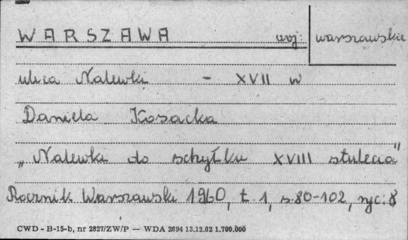 WARSZAWA woj: warszawskie
ulica Nalewki - XVII w
Daniela Kosacka
„Nalewki do schyłku XVIII stulecia"
Rocznik Warszawski 1960, t. 1, s. 80-102, ryc. 8
CWD - B-15-b, nr 2827/ZW/P — WDA 2694 13.12.62 1.700.000